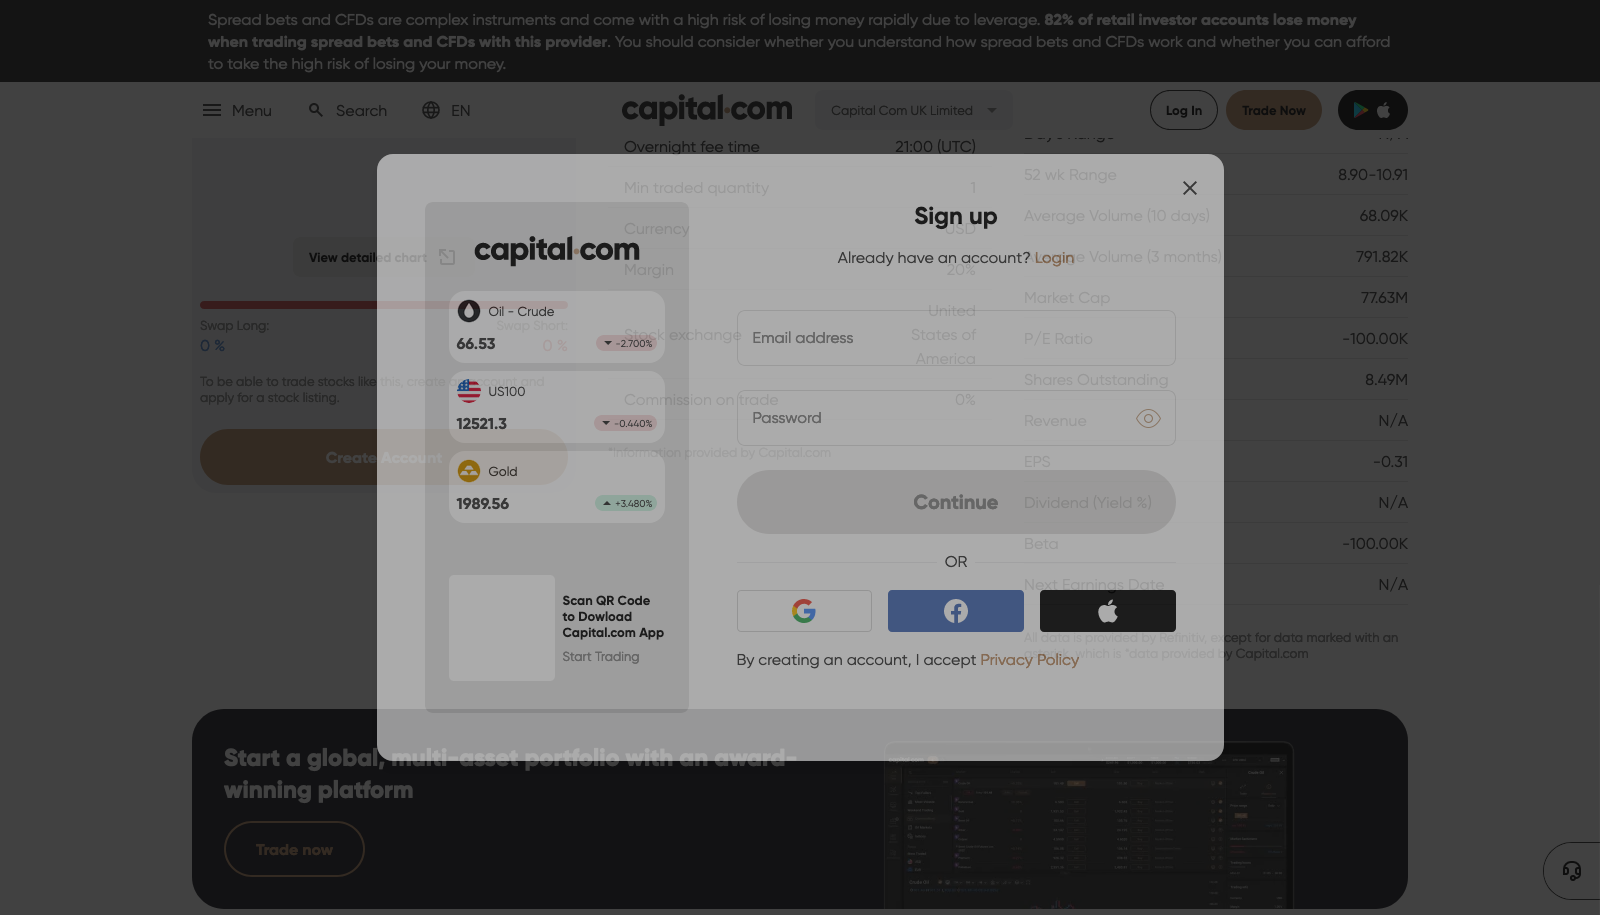 Spread bets and CFDs are complex instruments and come with a high risk of losing money rapidly due to leverage. 82% of retail investor accounts lose money
when trading spread bets and CFDs with this provider. You should consider whether you understand how spread bets and CFDs work and whether you can afford
to take the high risk of losing your money.
Menu
Search
EN
capital.com
Capital Com UK Limited
Log In
Trade Now
View detailed chart
Swap Long:
0 %
Swap Short:
0 %
To be able to trade stocks like this, create an account and
apply for a stock listing.
Create Account
Overnight fee time 21:00 (UTC)
Min traded quantity 1
Currency USD
Margin 20%
Stock exchange United
States of
America
Commission on trade 0%
*Information provided by Capital.com
Day's Range N/A
52 wk Range 8.90-10.91
Average Volume (10 days) 68.09K
Average Volume (3 months) 791.82K
Market Cap 77.63M
P/E Ratio -100.00K
Shares Outstanding 8.49M
Revenue N/A
EPS -0.31
Dividend (Yield %) N/A
Beta -100.00K
Next Earnings Date N/A
All data is provided by Refinitiv, except for data marked with an
asterisk, which is *data provided by Capital.com
capital.com
Oil - Crude
66.53
-2.700%
US100
12521.3
-0.440%
Gold
1989.56
+3.480%
Scan QR Code
to Dowload
Capital.com App
Start Trading
Sign up
Already have an account? Login
Email address
Password
Continue
OR
By creating an account, I accept Privacy Policy
Start a global, multi-asset portfolio with an award-
winning platform
Trade now